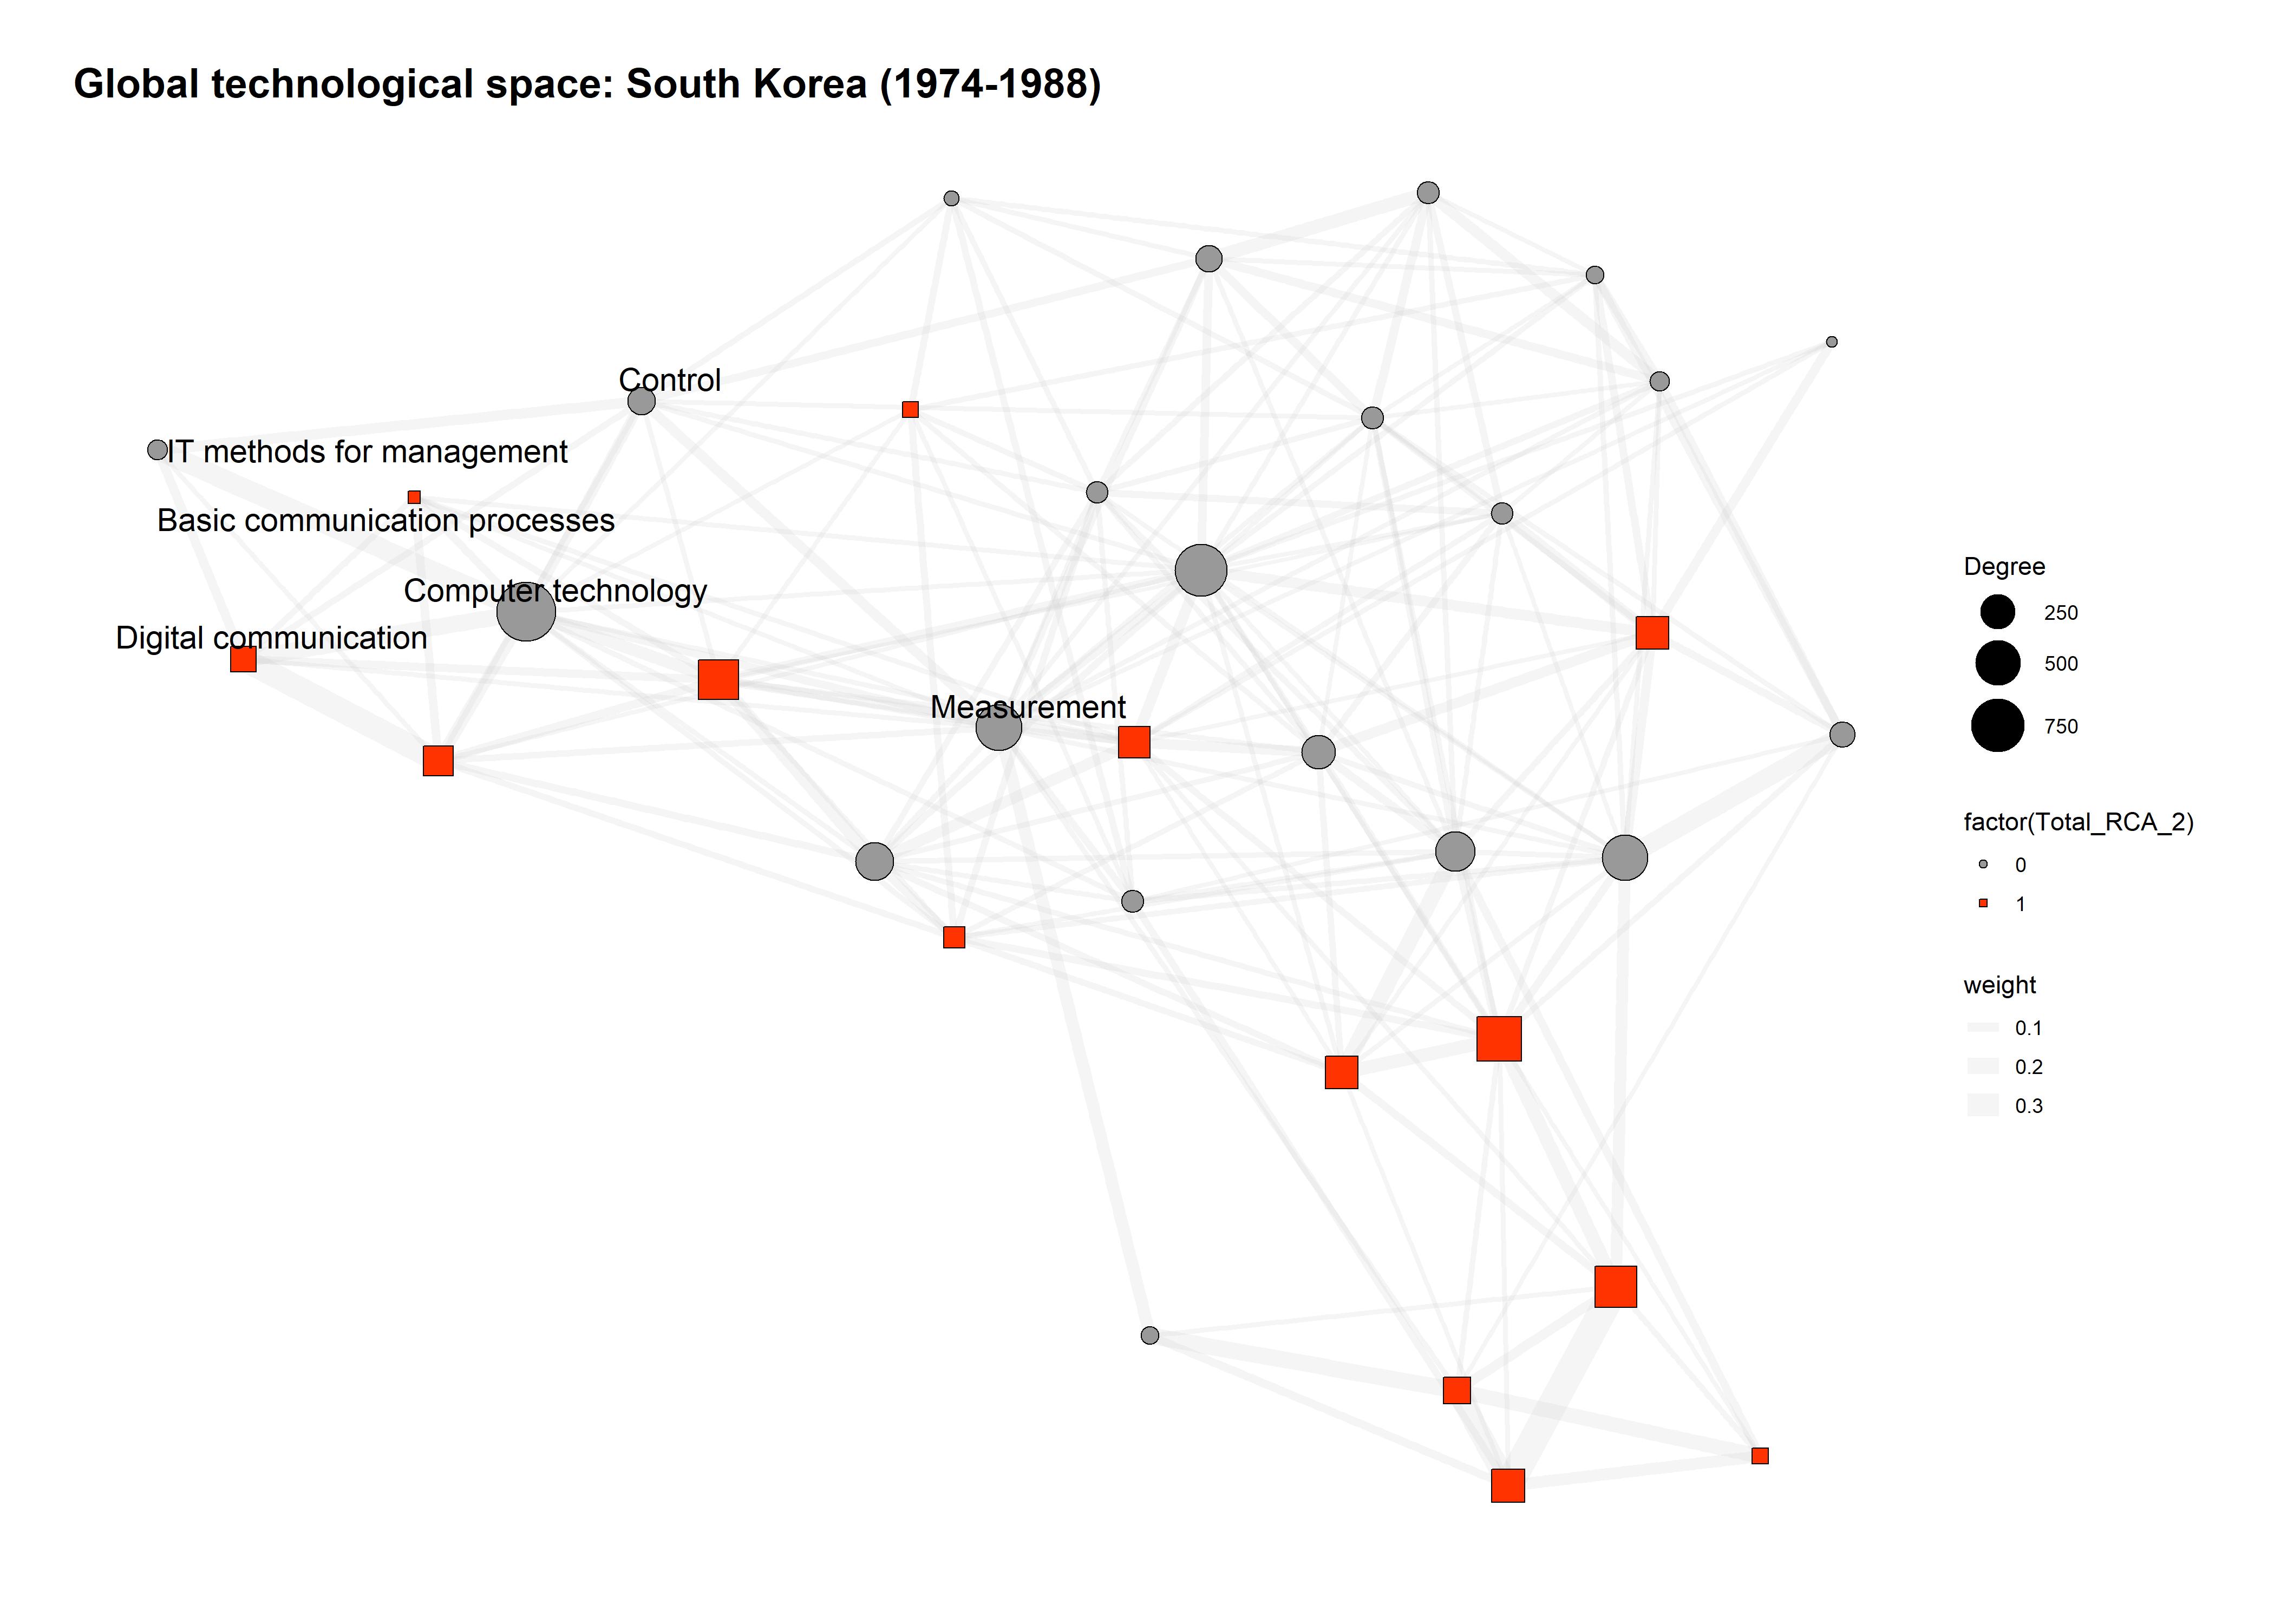 Global technological space: South Korea (1974-1988)
Control
IT methods for management
Basic communication processes
Computer technology
Digital communication
Measurement
Degree
250
500
750
factor(Total_RCA_2)
0
1
weight
0.1
0.2
0.3